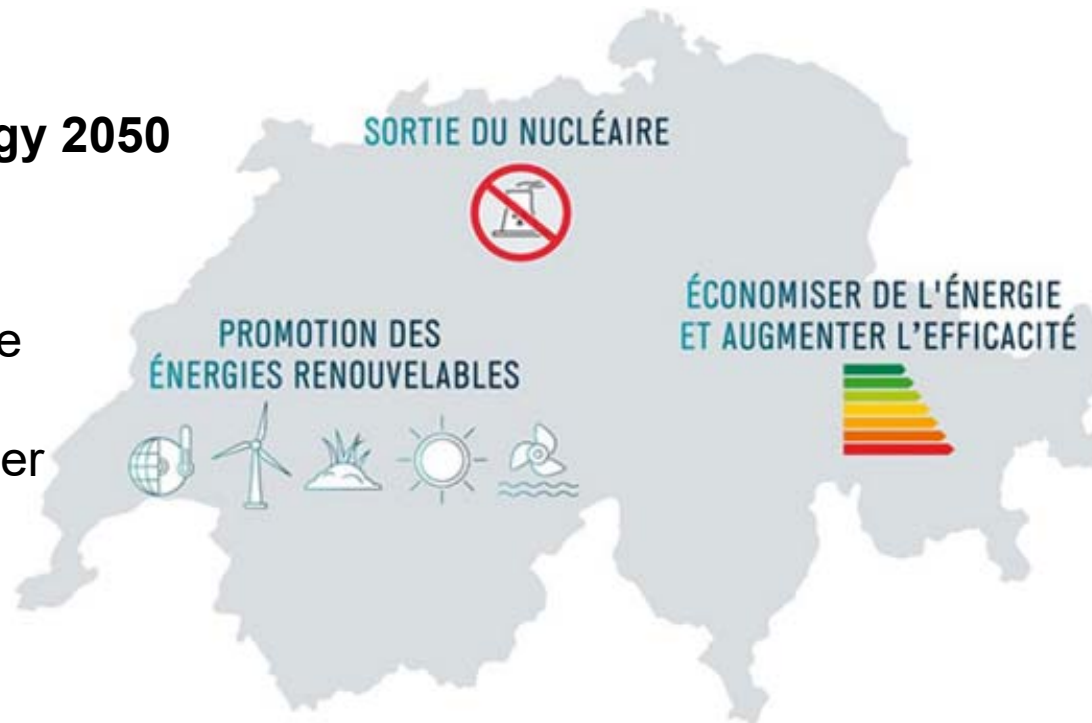 gy 2050
SORTIE DU NUCLÉAIRE
ÉCONOMISER DE L'ÉNERGIE
ET AUGMENTER L'EFFICACITÉ
PROMOTION DES
ÉNERGIES RENOUVELABLES
e
er